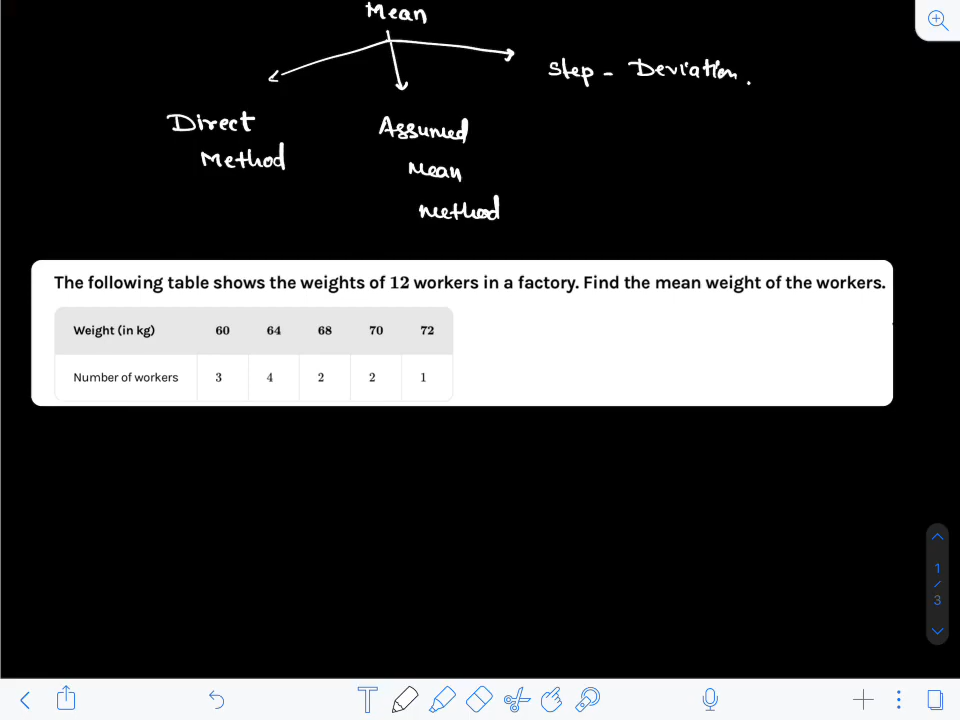 Mean
Step - Deviation.
Direct
Method
Assumed
Mean
method
The following table shows the weights of 12 workers in a factory. Find the mean weight of the workers.
Weight (in kg) 60 64 68 70 72
Number of workers 3 4 2 2 1
1
/
3
T